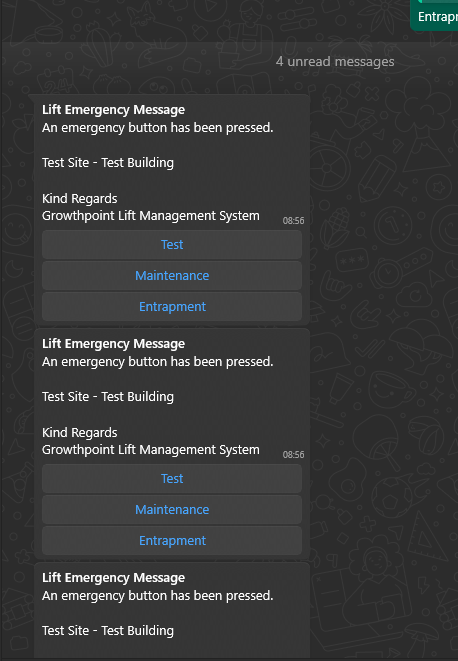 Entrapm
4 unread messages
Lift Emergency Message
An emergency button has been pressed.
Test Site - Test Building
Kind Regards
Growthpoint Lift Management System
08:56
Test
Maintenance
Entrapment
Lift Emergency Message
An emergency button has been pressed.
Test Site - Test Building
Kind Regards
Growthpoint Lift Management System
08:56
Test
Maintenance
Entrapment
Lift Emergency Message
An emergency button has been pressed.
Test Site - Test Building